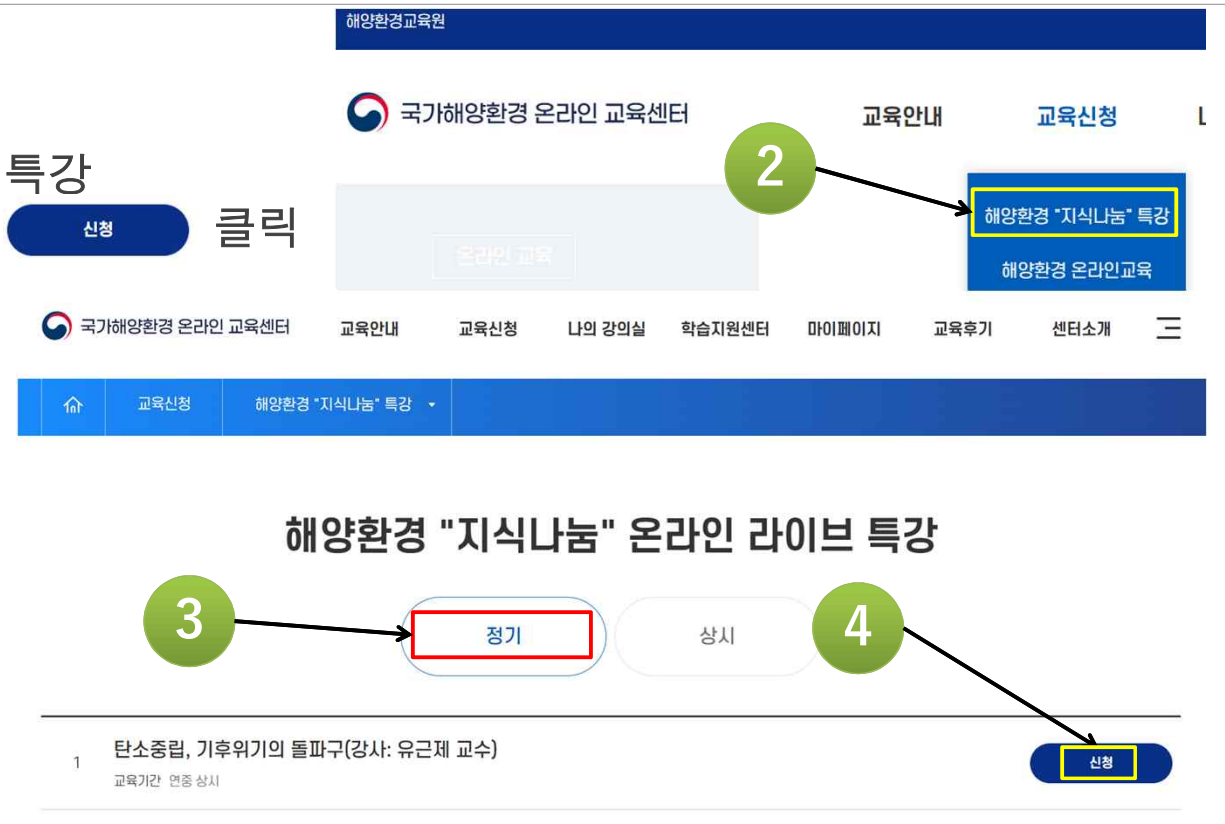 해양환경교육원
국가해양환경 온라인 교육센터
교육안내
교육신청
2
특강
해양환경 "지식나눔" 특강
신청 클릭
온라인 교육
해양환경 온라인교육
국가해양환경 온라인 교육센터
교육안내 교육신청 나의 강의실 학습지원센터 마이페이지 교육후기 센터소개
교육신청 해양환경 "지식나눔" 특강
해양환경 "지식나눔" 온라인 라이브 특강
3
정기
상시
4
1 탄소중립, 기후위기의 돌파구(강사: 유근제 교수)
신청
교육기간 연중 상시